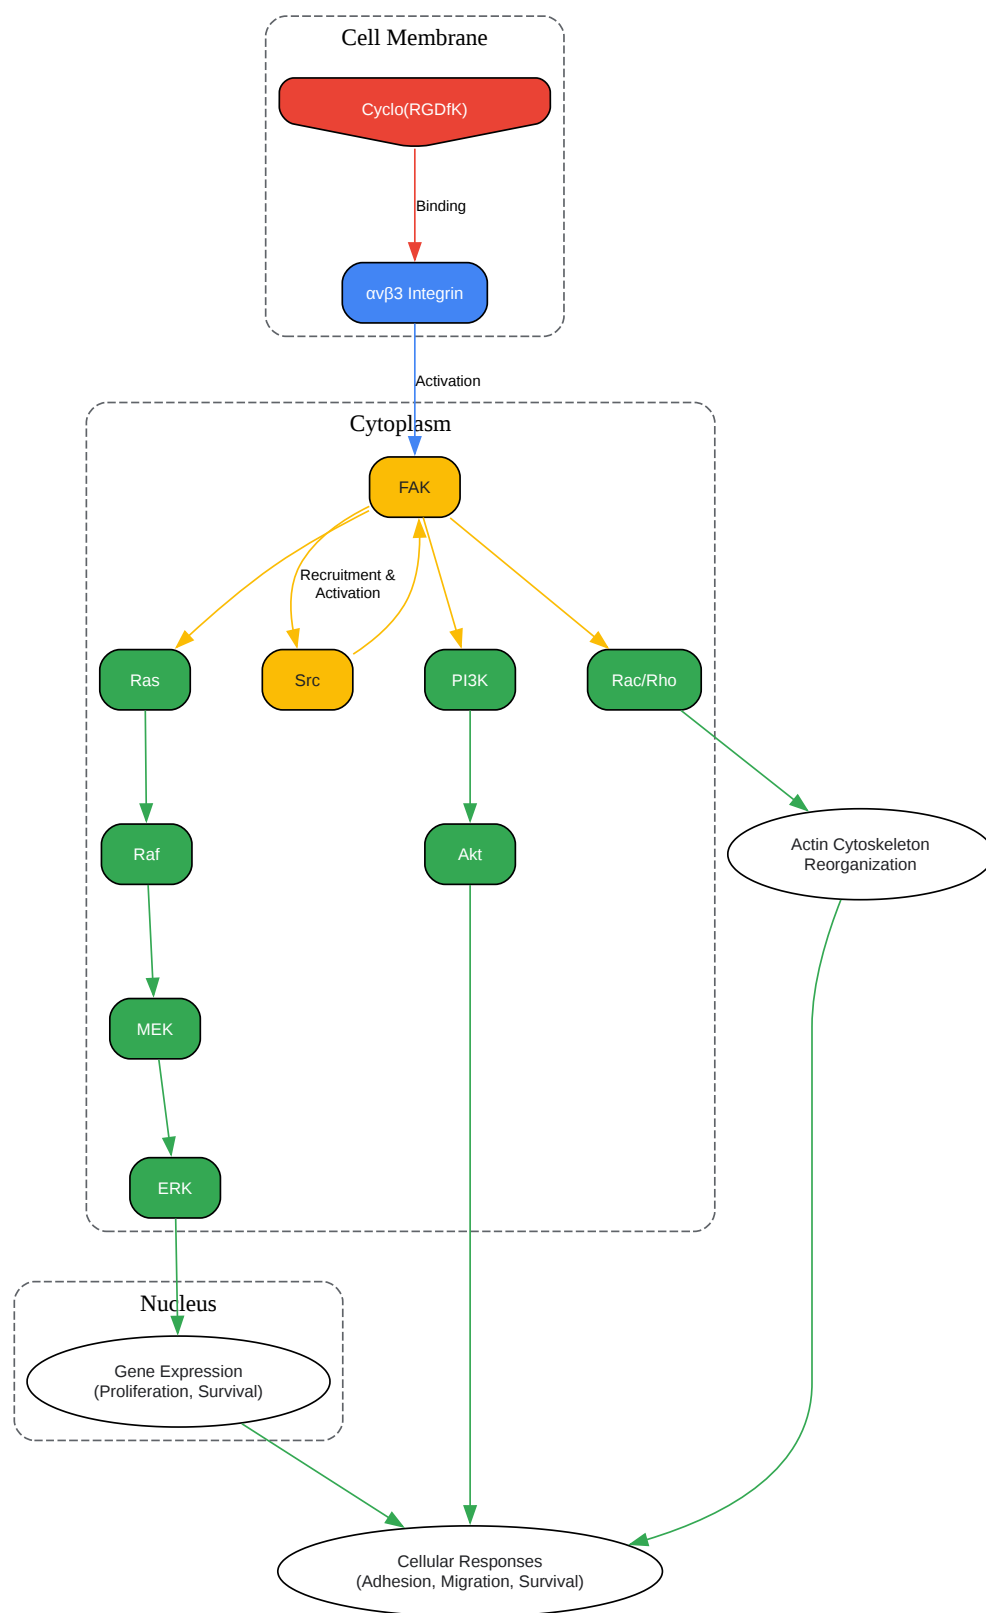 Cell Membrane
Cyclo(RGDfK)
Binding
αvβ3 Integrin
Activation
Cytoplasm
FAK
Recruitment &
Activation
Ras
Src
PI3K
Rac/Rho
Raf
Akt
Actin Cytoskeleton
Reorganization
MEK
ERK
Nucleus
Gene Expression
(Proliferation, Survival)
Cellular Responses
(Adhesion, Migration, Survival)